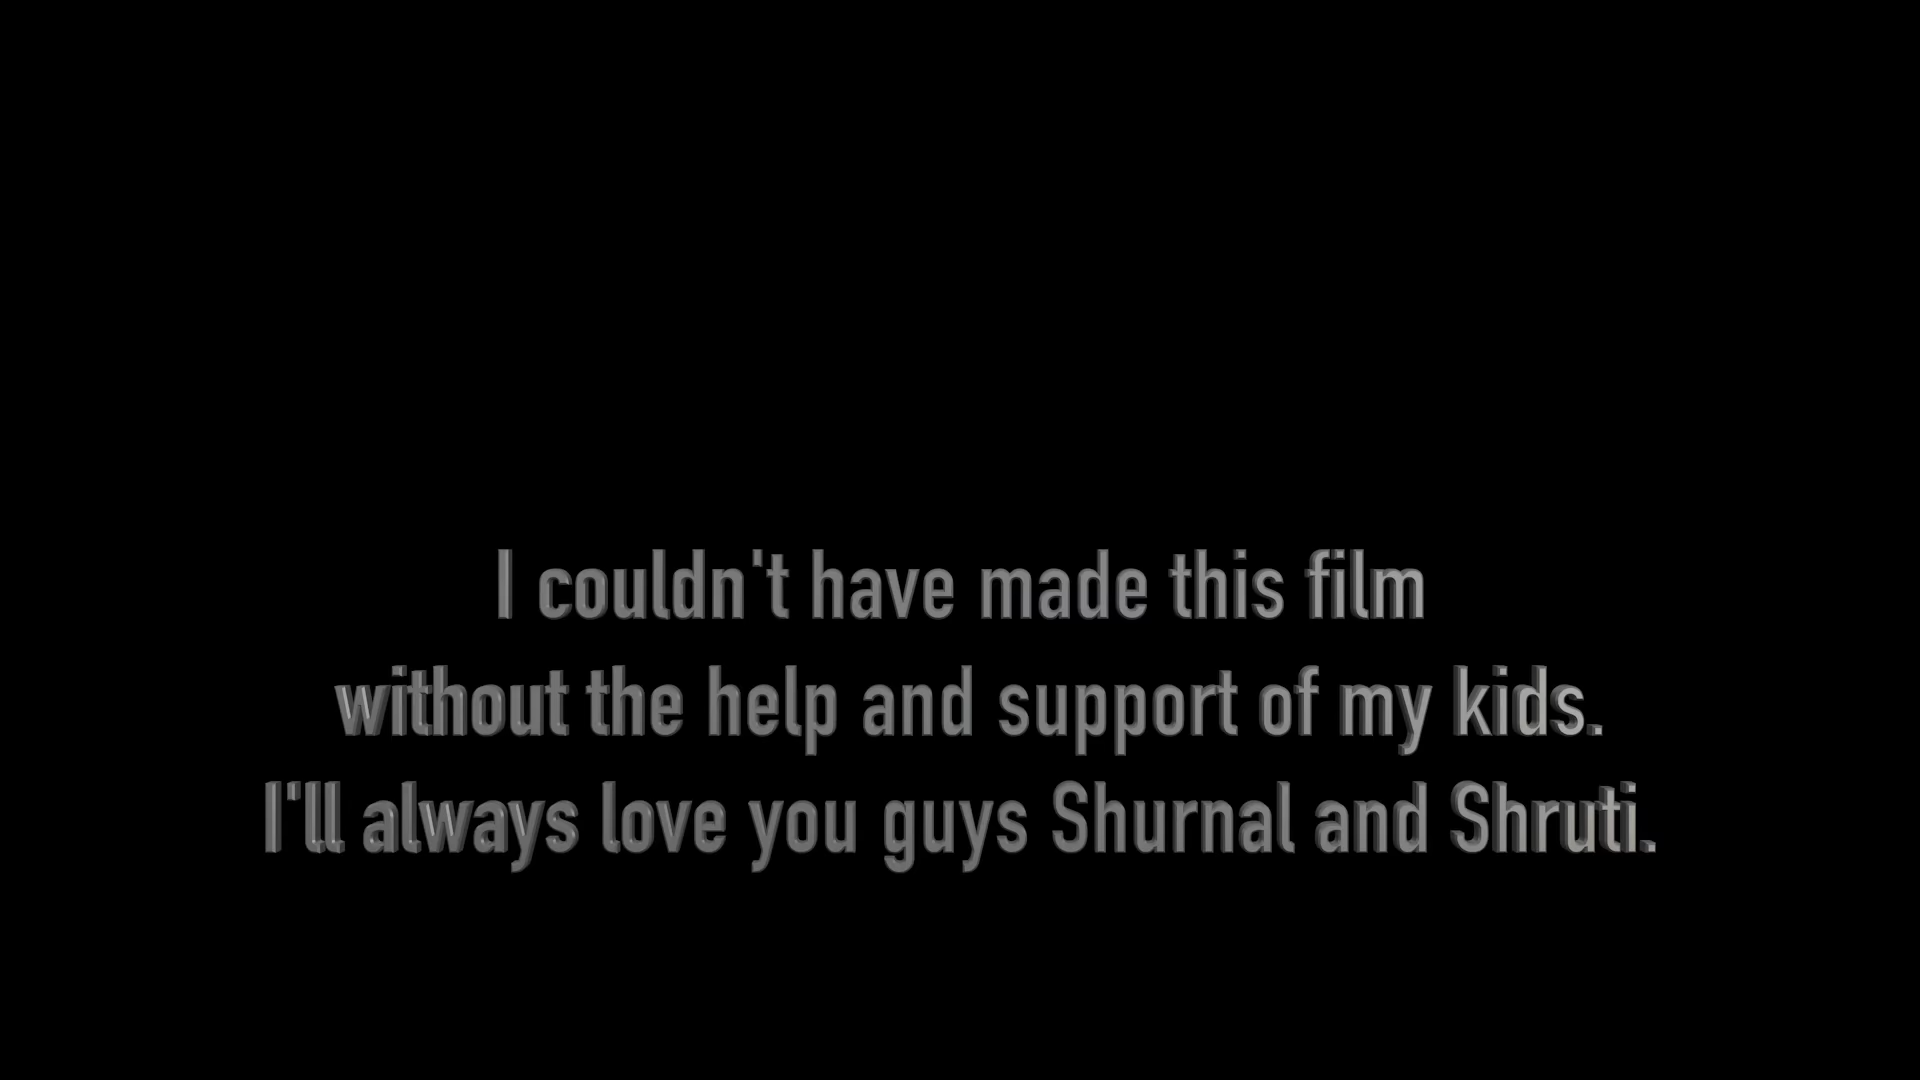 I couldn't have made this film
without the help and support of my kids.
I'll always love you guys Shurnal and Shruti.